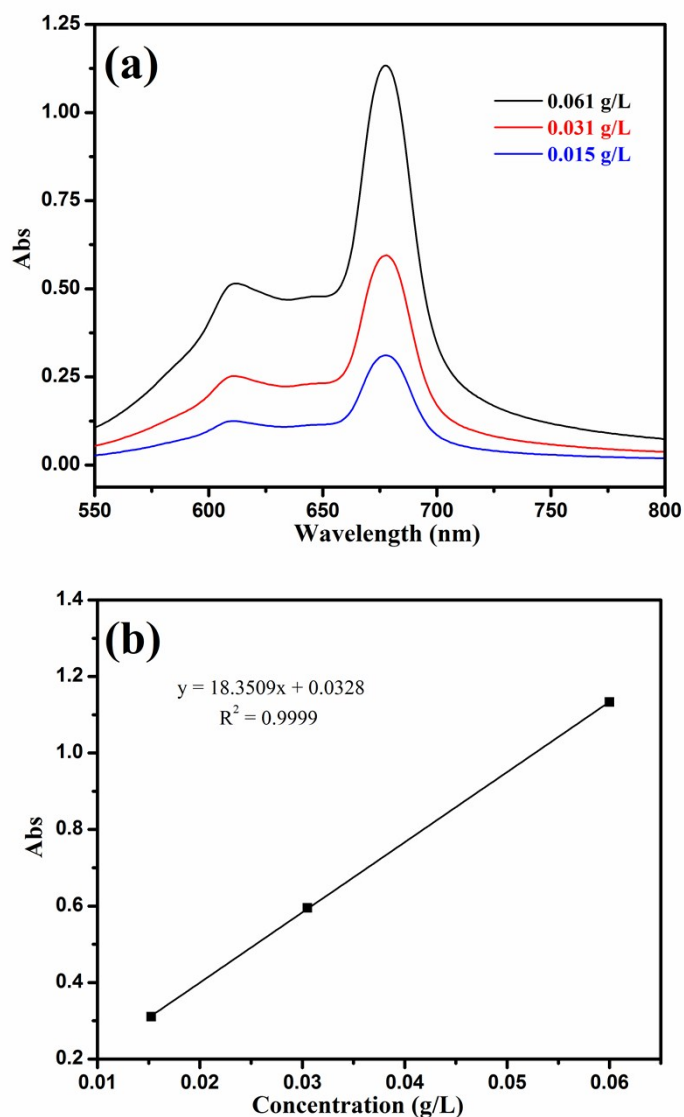 (a)
1.25
1.00
0.75
0.50
0.25
0.00
Abs
0.061 g/L
0.031 g/L
0.015 g/L
550 600 650 700 750 800
Wavelength (nm)
(b)
1.4
1.2
1.0
0.8
0.6
0.4
0.2
Abs
y = 18.3509x + 0.0328
R² = 0.9999
0.01 0.02 0.03 0.04 0.05 0.06
Concentration (g/L)